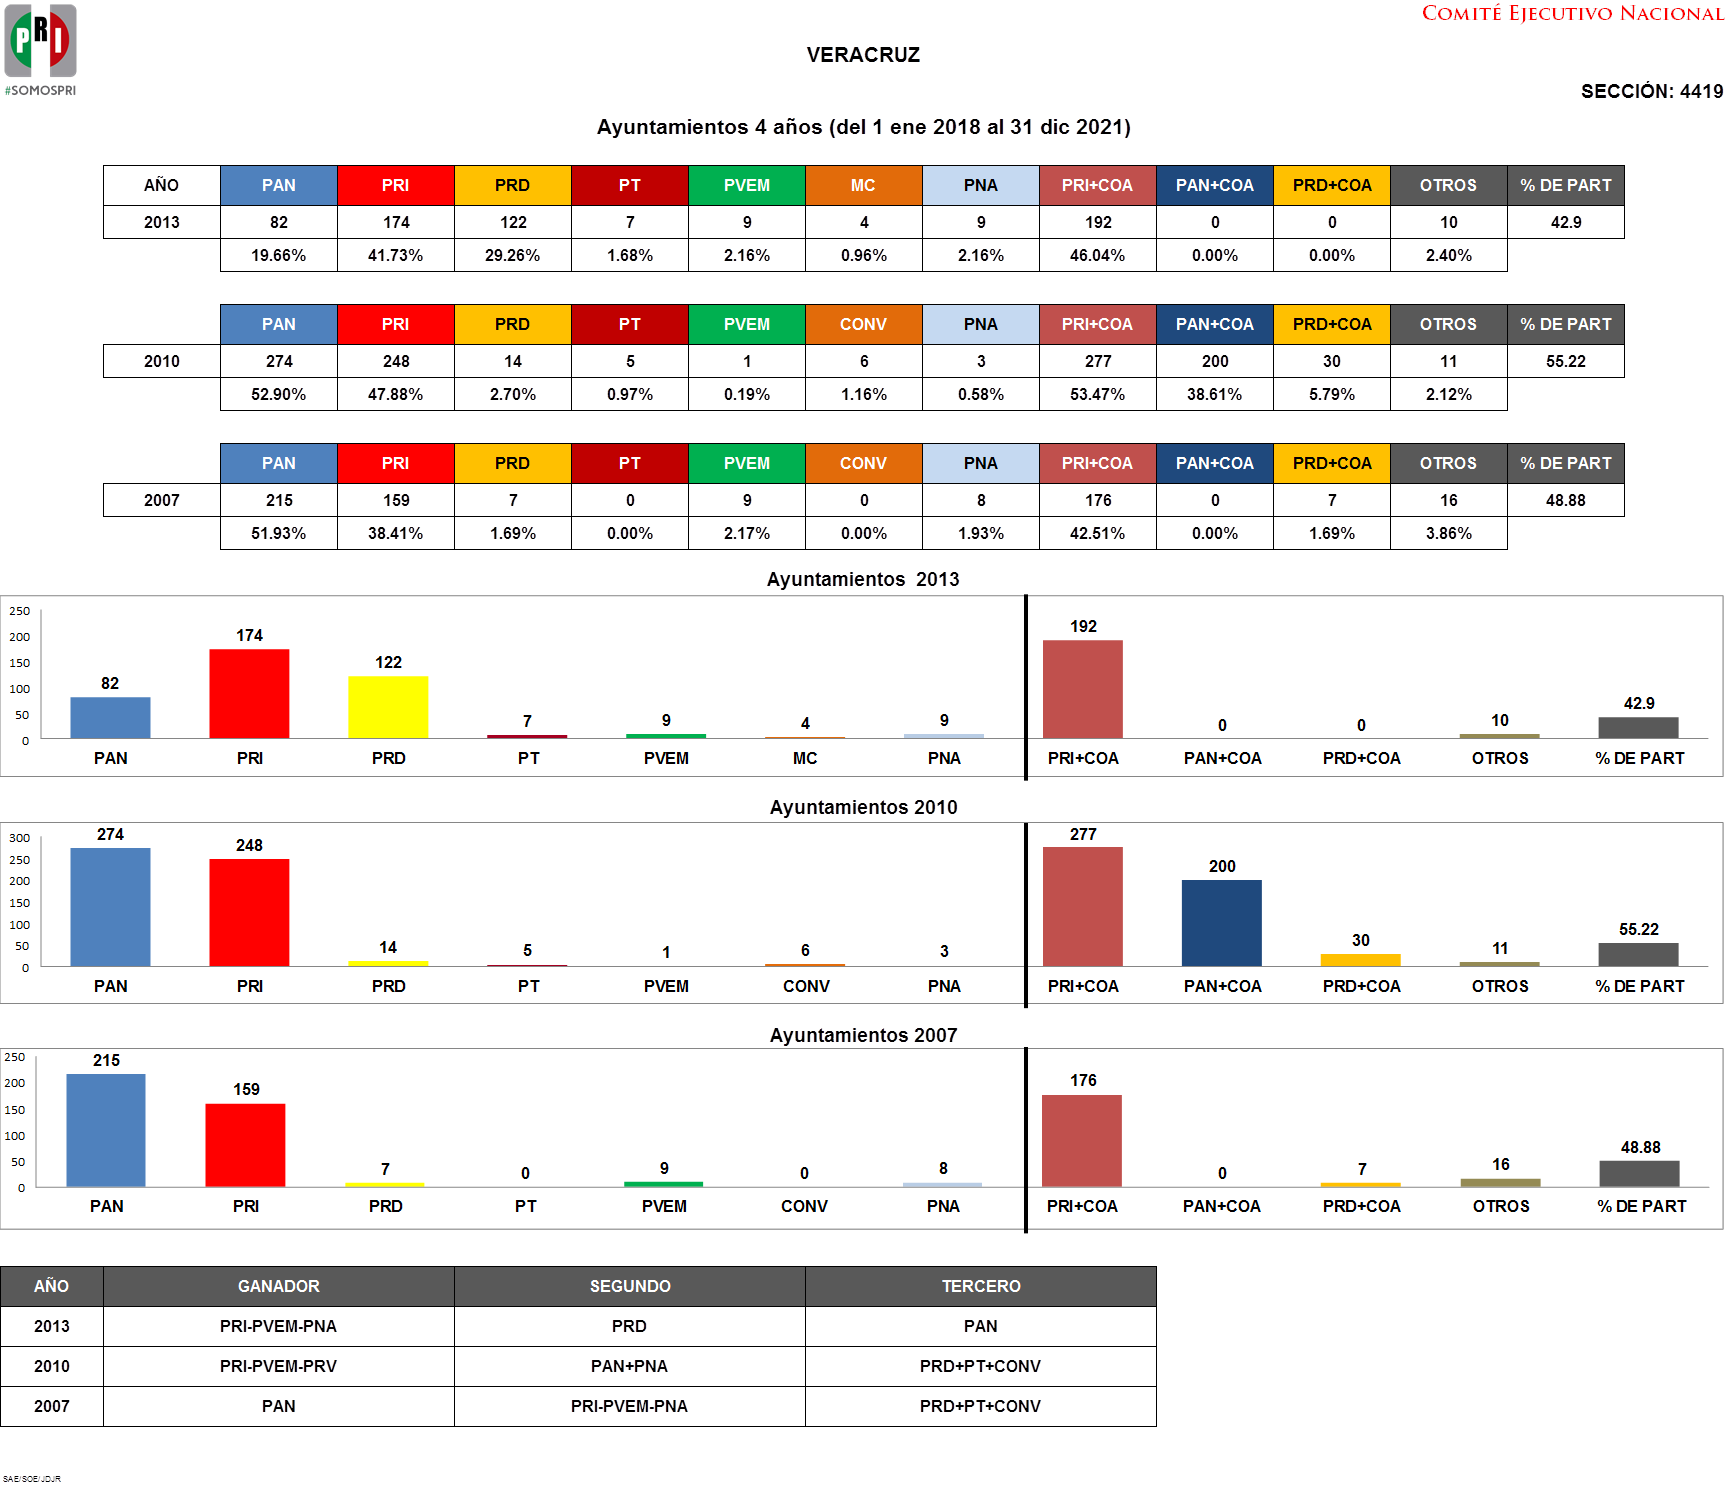 COMITÉ EJECUTIVO NACIONAL
PRI
#SOMOSPRI
VERACRUZ
SECCIÓN: 4419
Ayuntamientos 4 años (del 1 ene 2018 al 31 dic 2021)
AÑO PAN PRI PRD PT PVEM MC PNA PRI+COA PAN+COA PRD+COA OTROS % DE PART
2013 82 174 122 7 9 4 9 192 0 0 10 42.9
19.66% 41.73% 29.26% 1.68% 2.16% 0.96% 2.16% 46.04% 0.00% 0.00% 2.40%
PAN PRI PRD PT PVEM CONV PNA PRI+COA PAN+COA PRD+COA OTROS % DE PART
2010 274 248 14 5 1 6 3 277 200 30 11 55.22
52.90% 47.88% 2.70% 0.97% 0.19% 1.16% 0.58% 53.47% 38.61% 5.79% 2.12%
PAN PRI PRD PT PVEM CONV PNA PRI+COA PAN+COA PRD+COA OTROS % DE PART
2007 215 159 7 0 9 0 8 176 0 7 16 48.88
51.93% 38.41% 1.69% 0.00% 2.17% 0.00% 1.93% 42.51% 0.00% 1.69% 3.86%
Ayuntamientos 2013
250
200
150
100
50
0
82 174 122 7 9 4 9 192 0 0 10 42.9
PAN PRI PRD PT PVEM MC PNA PRI+COA PAN+COA PRD+COA OTROS % DE PART
Ayuntamientos 2010
300
250
200
150
100
50
0
274 248 14 5 1 6 3 277 200 30 11 55.22
PAN PRI PRD PT PVEM CONV PNA PRI+COA PAN+COA PRD+COA OTROS % DE PART
Ayuntamientos 2007
250
200
150
100
50
0
215 159 7 0 9 0 8 176 0 7 16 48.88
PAN PRI PRD PT PVEM CONV PNA PRI+COA PAN+COA PRD+COA OTROS % DE PART
AÑO GANADOR SEGUNDO TERCERO
2013 PRI-PVEM-PNA PRD PAN
2010 PRI-PVEM-PRV PAN+PNA PRD+PT+CONV
2007 PAN PRI-PVEM-PNA PRD+PT+CONV
SAE/SOE/JDJR